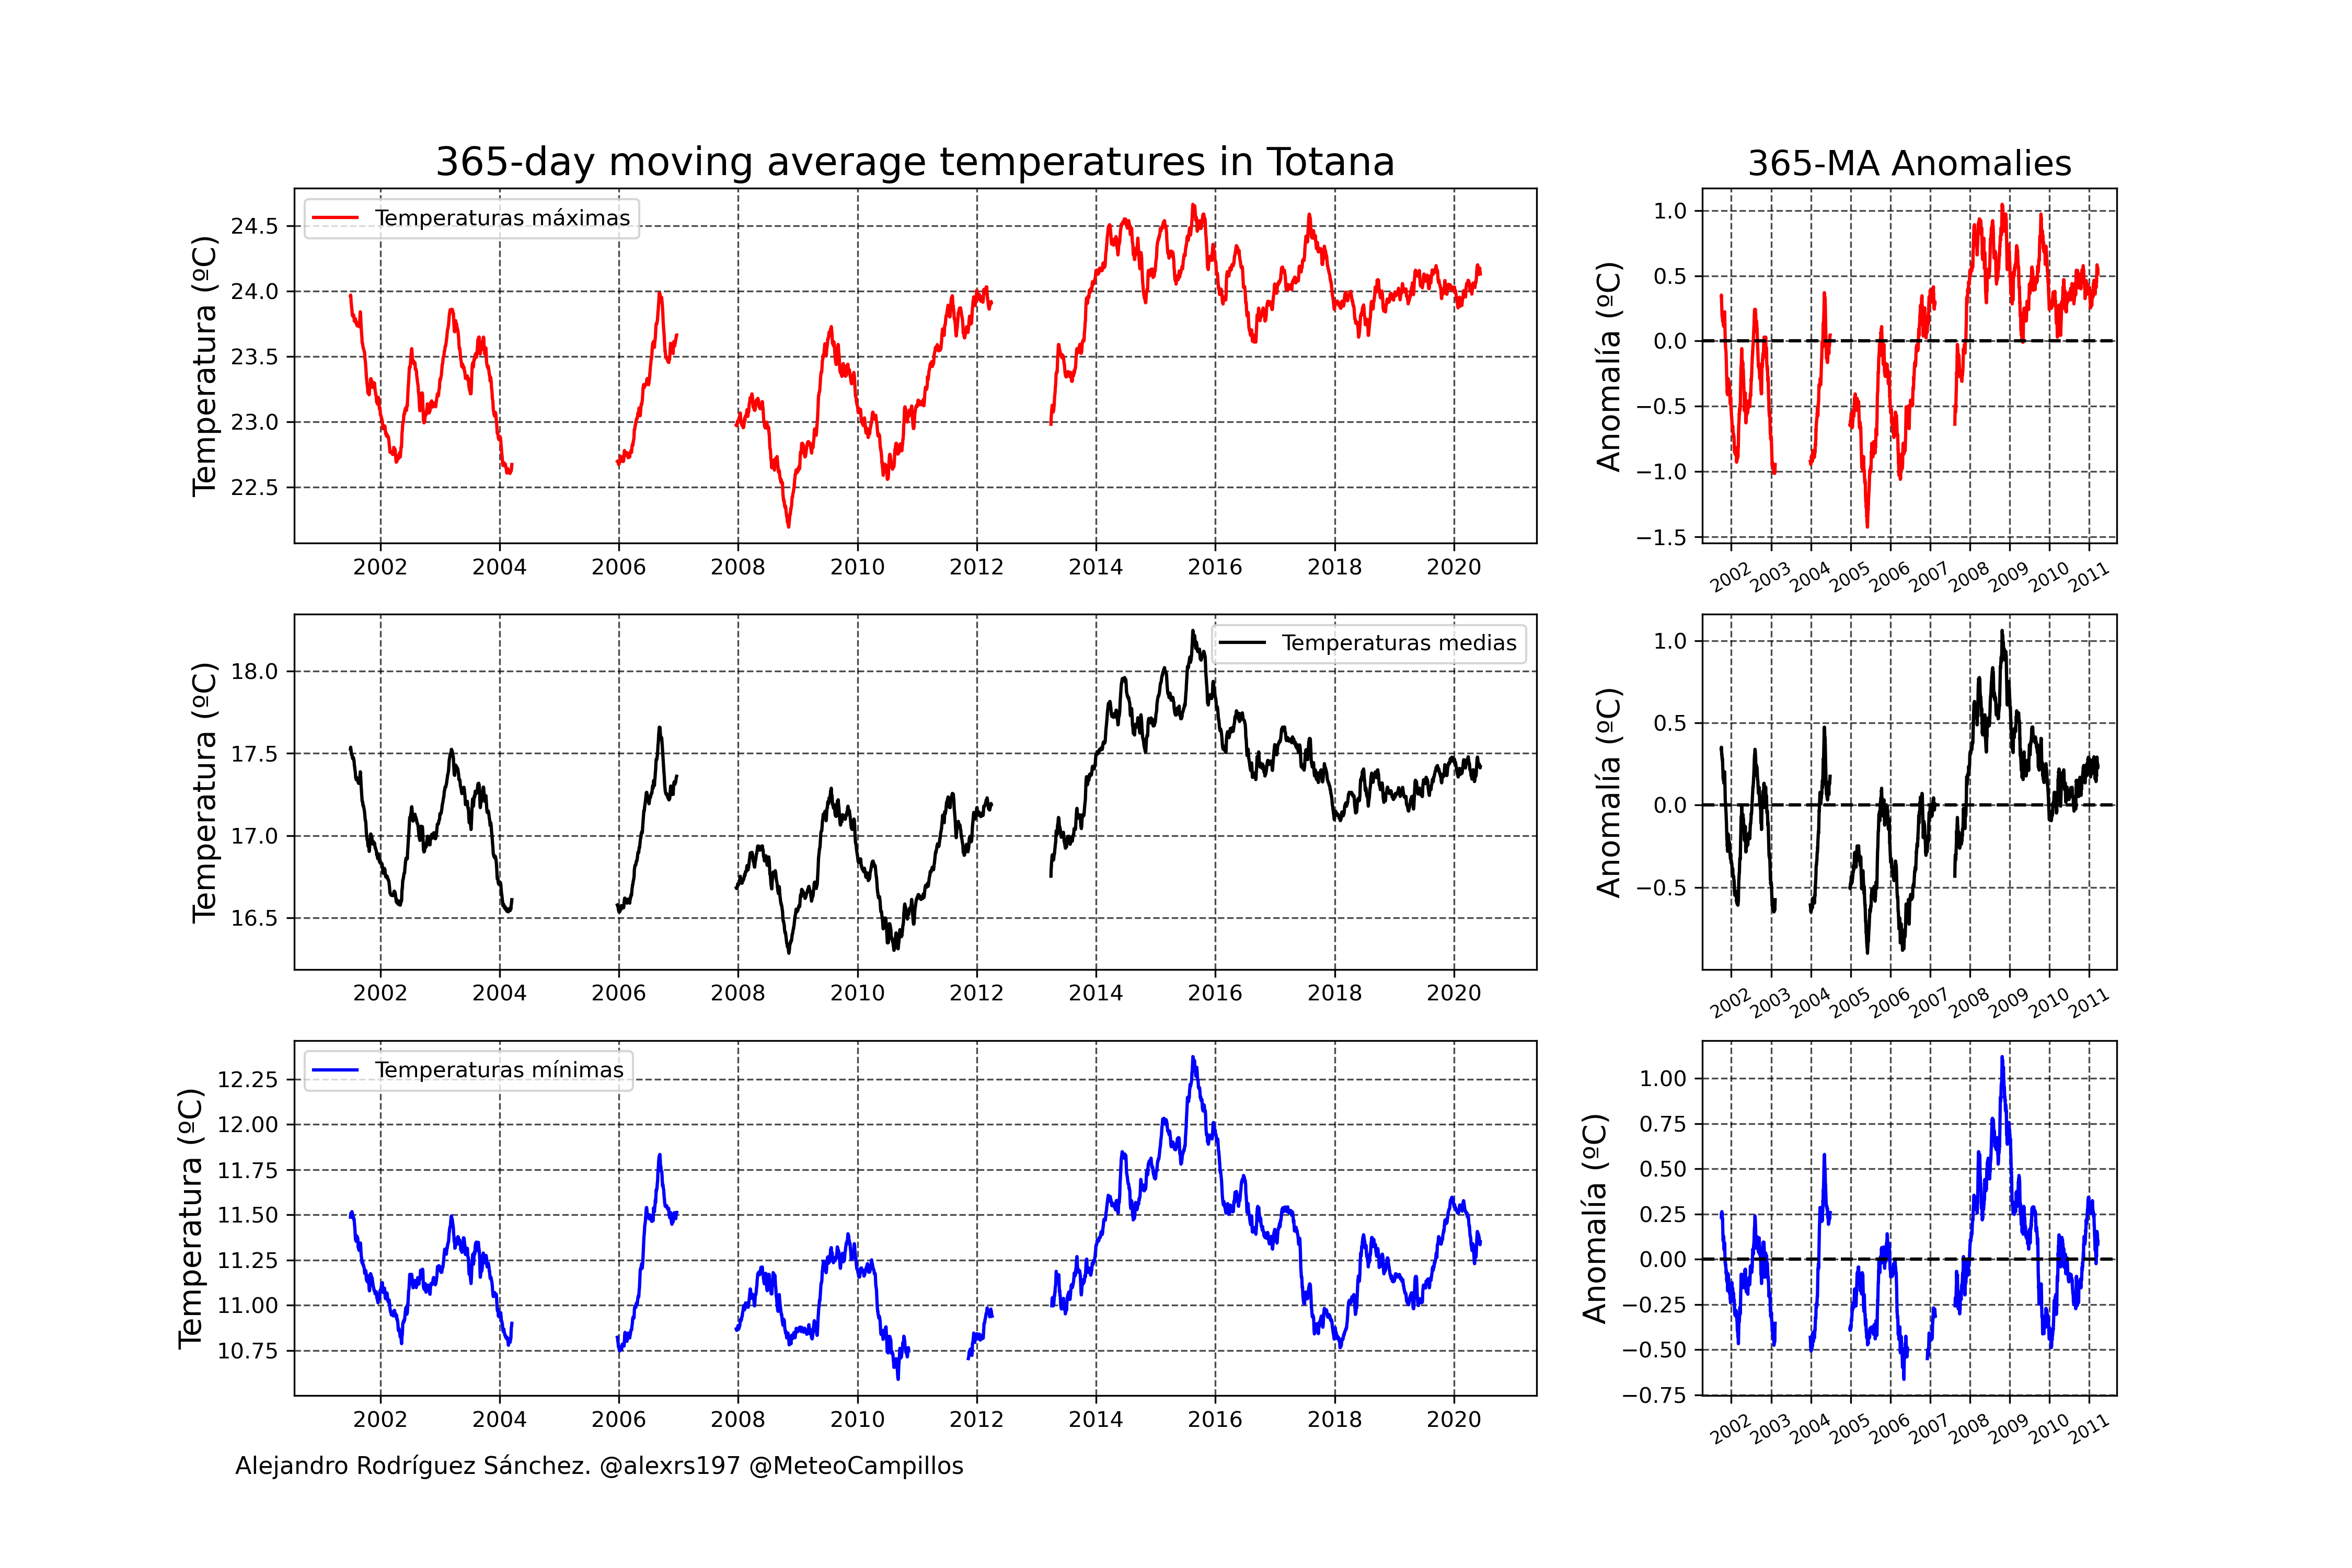 365-day moving average temperatures in Totana
Temperatura (ºC)
24.5
24.0
23.5
23.0
22.5
Temperaturas máximas
2002 2004 2006 2008 2010 2012 2014 2016 2018 2020
365-MA Anomalies
Anomalía (ºC)
1.0
0.5
0.0
−0.5
−1.0
−1.5
2002 2003 2004 2005 2006 2007 2008 2009 2010 2011
Temperatura (ºC)
18.0
17.5
17.0
16.5
Temperaturas medias
2002 2004 2006 2008 2010 2012 2014 2016 2018 2020
Anomalía (ºC)
1.0
0.5
0.0
−0.5
2002 2003 2004 2005 2006 2007 2008 2009 2010 2011
Temperatura (ºC)
12.25
12.00
11.75
11.50
11.25
11.00
10.75
Temperaturas mínimas
2002 2004 2006 2008 2010 2012 2014 2016 2018 2020
Anomalía (ºC)
1.00
0.75
0.50
0.25
0.00
−0.25
−0.50
−0.75
2002 2003 2004 2005 2006 2007 2008 2009 2010 2011
Alejandro Rodríguez Sánchez. @alexrs197 @MeteoCampillos